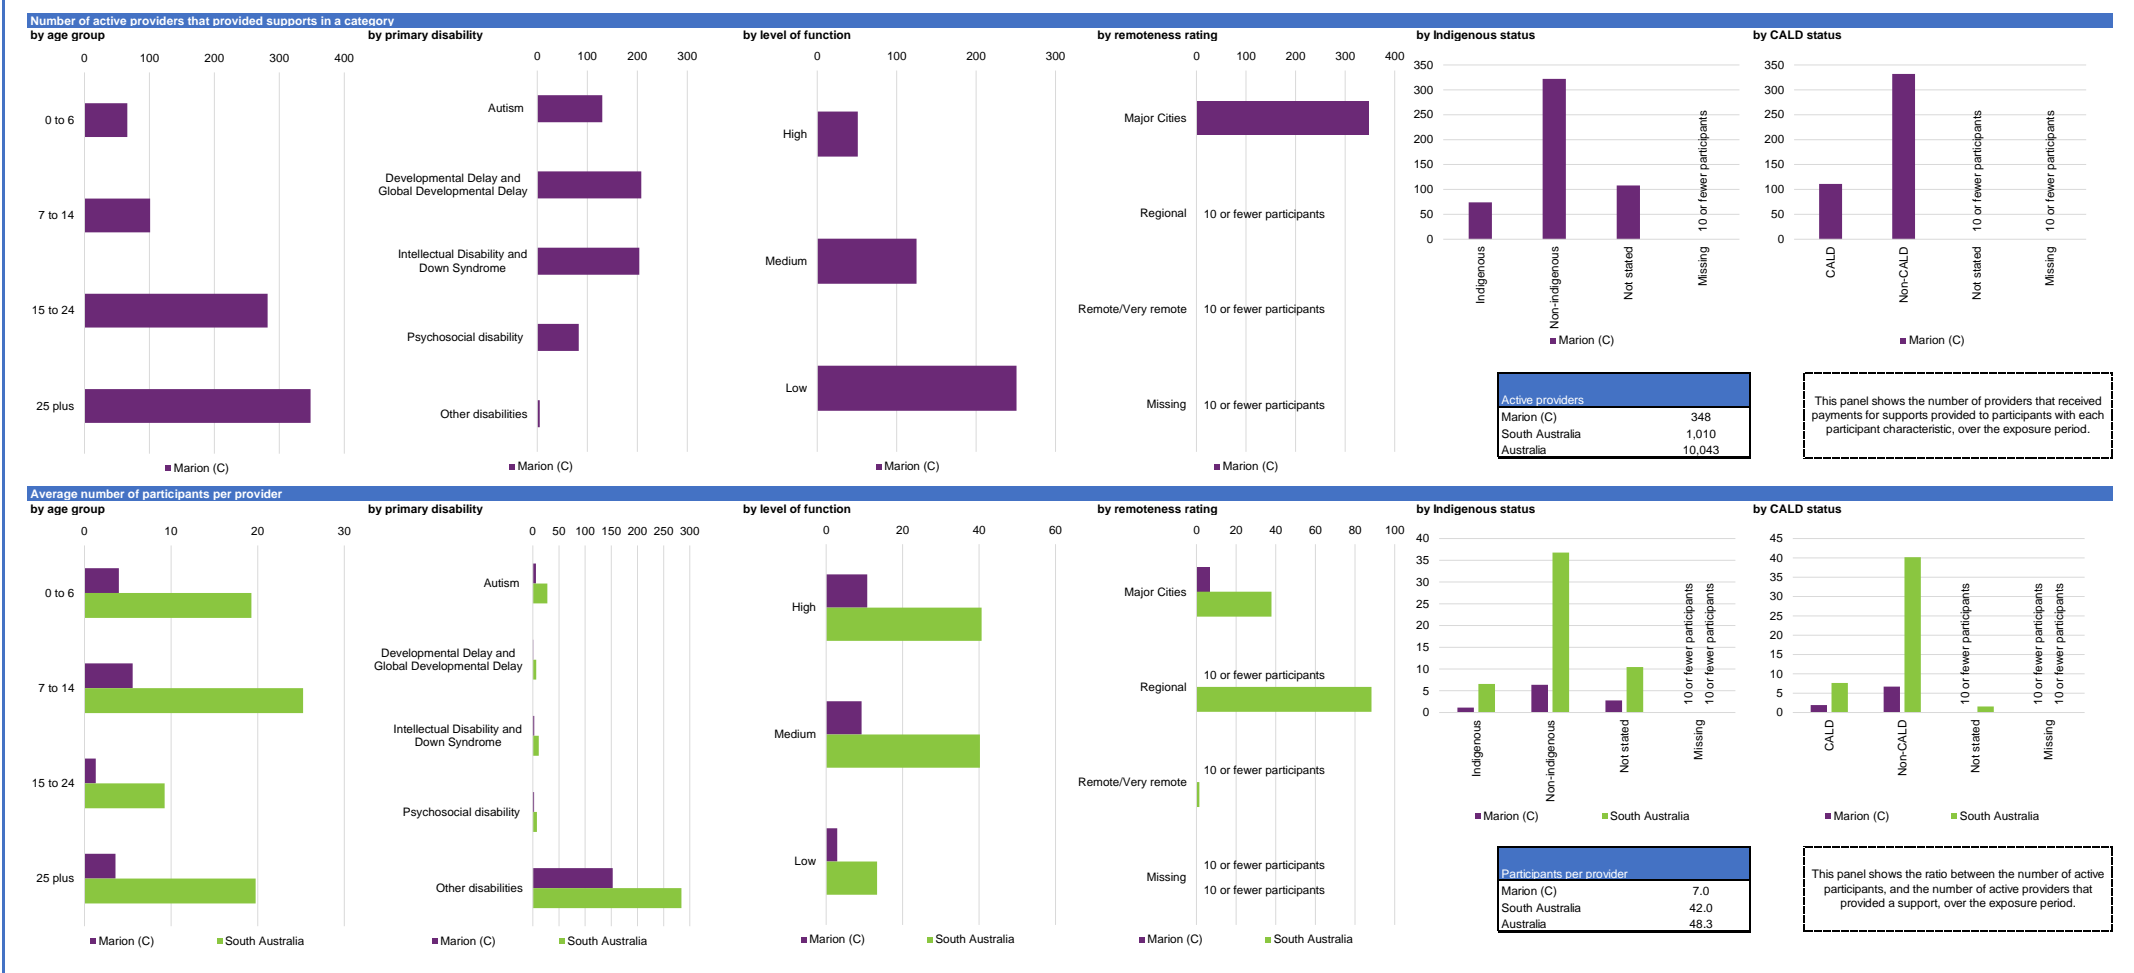 Number of active providers that provided supports in a category
by age group
0 100 200 300 400
0 to 6
7 to 14
15 to 24
25 plus
Marion (C)
by primary disability
0 100 200 300
Autism
Developmental Delay and
Global Developmental Delay
Intellectual Disability and
Down Syndrome
Psychosocial disability
Other disabilities
Marion (C)
by level of function
0 100 200 300
High
Medium
Low
Marion (C)
by remoteness rating
0 100 200 300 400
Major Cities
Regional 10 or fewer participants
Remote/Very remote 10 or fewer participants
Missing 10 or fewer participants
Marion (C)
by Indigenous status
350
300
250
200
150
100
50
0
10 or fewer participants
Indigenous
Non-indigenous
Not stated
Missing
Marion (C)
by CALD status
350
300
250
200
150
100
50
0
10 or fewer participants
10 or fewer participants
CALD
Non-CALD
Not stated
Missing
Marion (C)
Active providers
Marion (C) 348
South Australia 1,010
Australia 10,043
This panel shows the number of providers that received
payments for supports provided to participants with each
participant characteristic, over the exposure period.
Average number of participants per provider
by age group
0 10 20 30
0 to 6
7 to 14
15 to 24
25 plus
Marion (C) South Australia
by primary disability
0 50 100 150 200 250 300
Autism
Developmental Delay and
Global Developmental Delay
Intellectual Disability and
Down Syndrome
Psychosocial disability
Other disabilities
Marion (C) South Australia
by level of function
0 20 40 60
High
Medium
Low
Marion (C) South Australia
by remoteness rating
0 20 40 60 80 100
Major Cities
10 or fewer participants
Regional
10 or fewer participants
Remote/Very remote
10 or fewer participants
Missing
10 or fewer participants
Marion (C) South Australia
by Indigenous status
40
35
30
25
20
15
10
5
0
10 or fewer participants
10 or fewer participants
Indigenous
Non-indigenous
Not stated
Missing
Marion (C) South Australia
by CALD status
45
40
35
30
25
20
15
10
5
0
10 or fewer participants
10 or fewer participants
10 or fewer participants
CALD
Non-CALD
Not stated
Missing
Marion (C) South Australia
Participants per provider
Marion (C) 7.0
South Australia 42.0
Australia 48.3
This panel shows the ratio between the number of active
participants, and the number of active providers that
provided a support, over the exposure period.